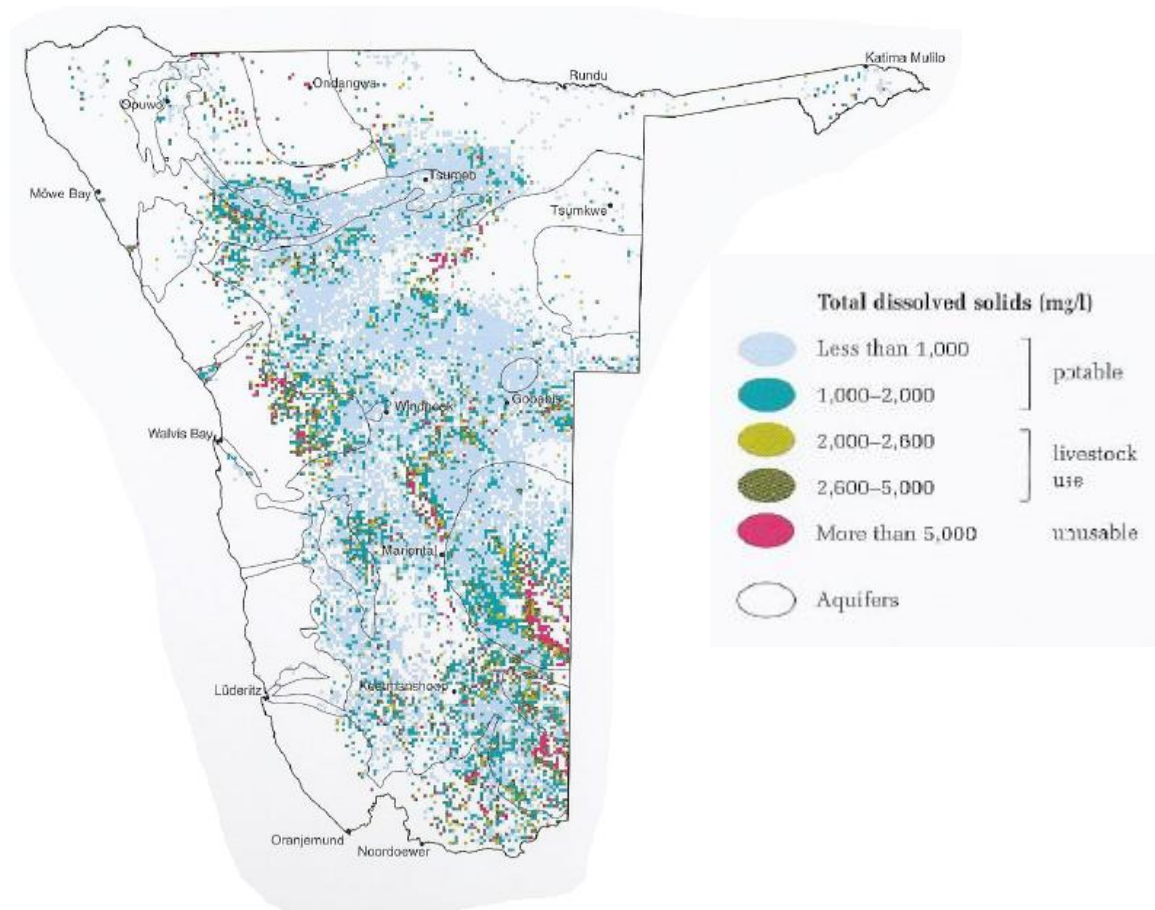 Katima Mulilo
Rundu
Ondangwa
Opuwo
Tsumeb
Möwe Bay
Tsumkwe
Total dissolved solids (mg/l)
Less than 1,000
potable
1,000–2,000
Gobabis
Windhoek
Walvis Bay
2,000–2,600
livestock
use
2,600–5,000
More than 5,000
unusable
Mariental
Aquifers
Keetmanshoop
Lüderitz
Oranjemund
Noordoewer